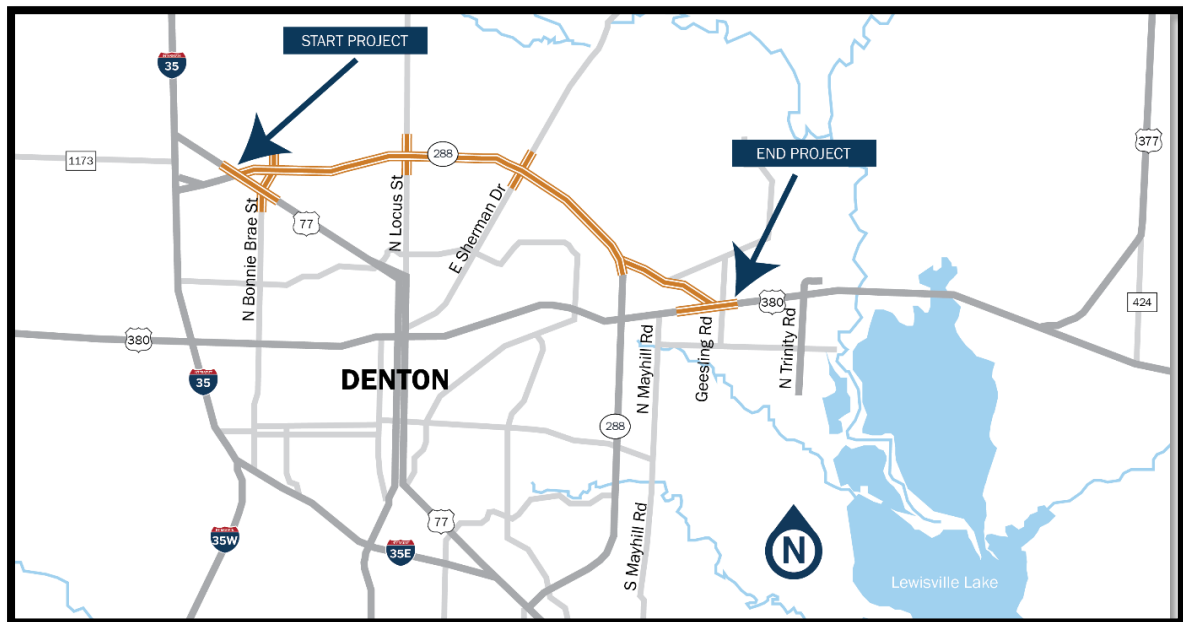 START PROJECT
35
377
1173
288
END PROJECT
N Locus St
E Sherman Dr
N Bonnie Brae St
77
380
424
380
N Mayhill Rd
Geesling Rd
N Trinity Rd
35
DENTON
288
77
35W
35E
S Mayhill Rd
N
Lewisville Lake